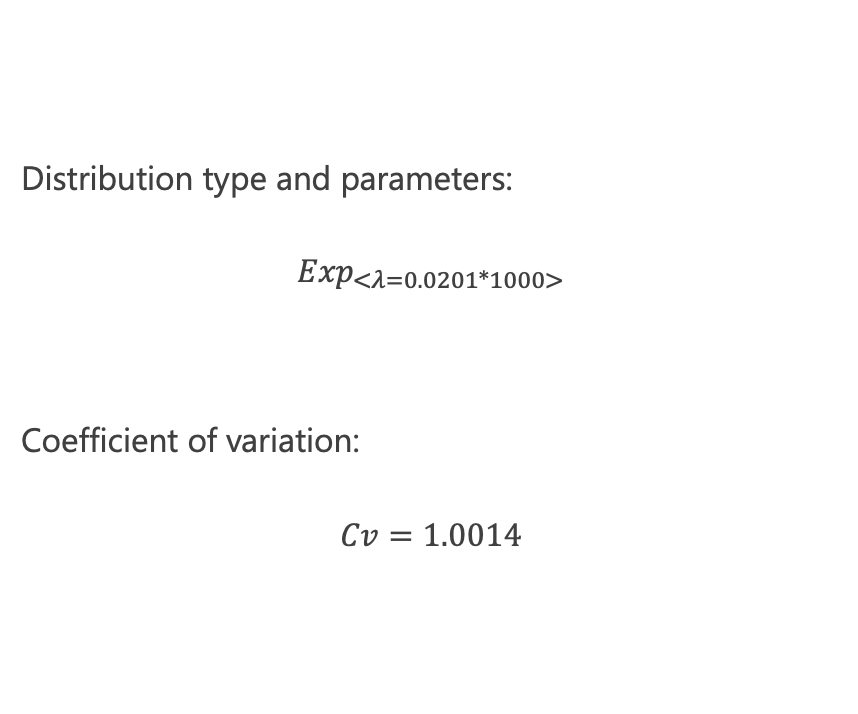 Distribution type and parameters:
Exp<λ=0.0201*1000>
Coefficient of variation:
Cv = 1.0014